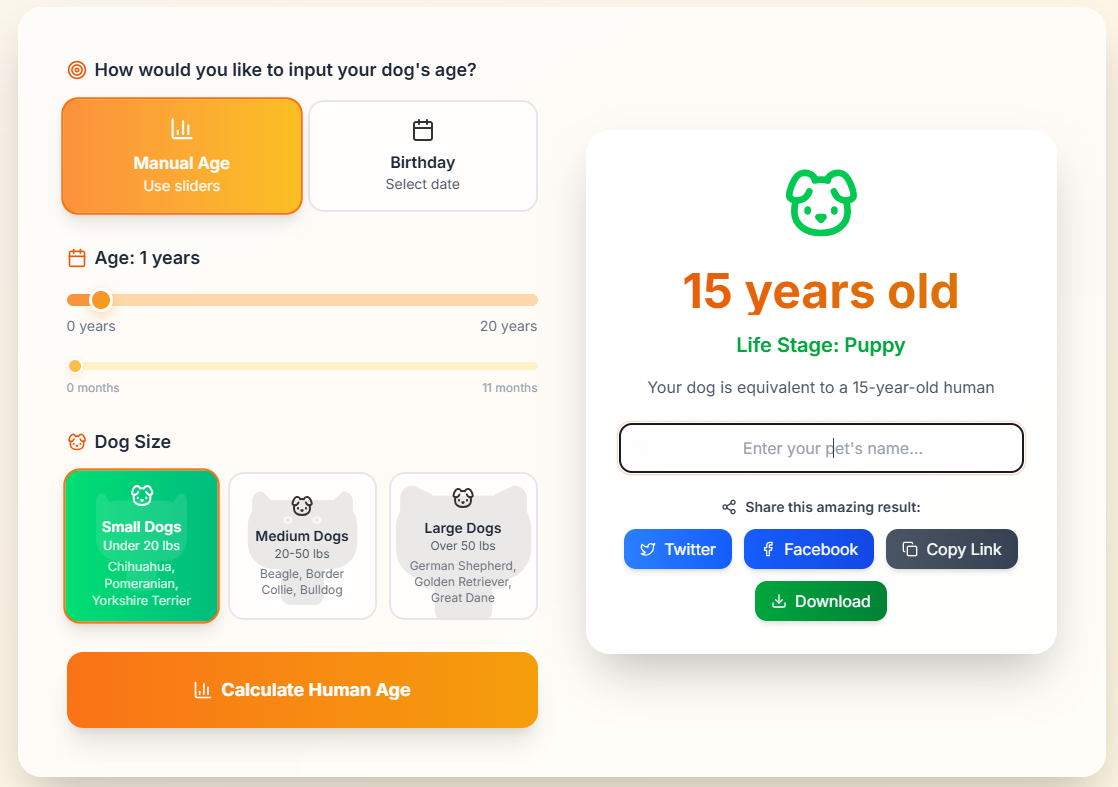 How would you like to input your dog's age?
Manual Age
Use sliders
Birthday
Select date
Age: 1 years
0 years
20 years
0 months
11 months
Dog Size
Small Dogs
Under 20 lbs
Chihuahua,
Pomeranian,
Yorkshire Terrier
Medium Dogs
20-50 lbs
Beagle, Border
Collie, Bulldog
Large Dogs
Over 50 lbs
German Shepherd,
Golden Retriever,
Great Dane
Calculate Human Age
15 years old
Life Stage: Puppy
Your dog is equivalent to a 15-year-old human
Enter your pet's name...
Share this amazing result:
Twitter
Facebook
Copy Link
Download